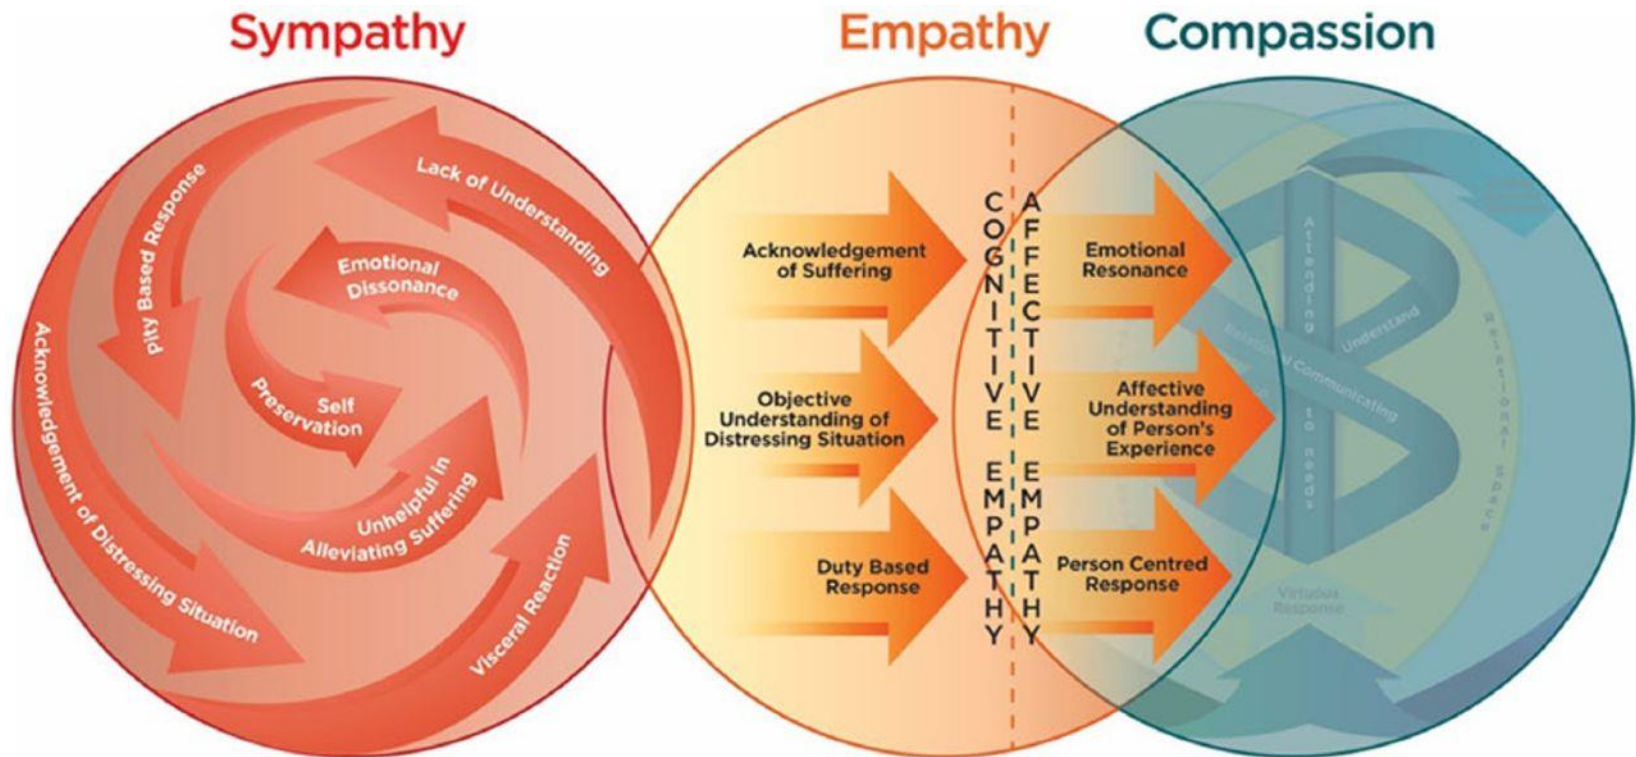 Sympathy
Empathy
Compassion
Lack of Understanding
Pity Based Response
Emotional
Dissonance
Self
Preservation
Acknowledgement of Distressing Situation
Unhelpful in
Alleviating Suffering
Visceral Reaction
Acknowledgement
of Suffering
Objective
Understanding of
Distressing Situation
Duty Based
Response
COGNITIVE EMPATHY
AFFECTIVE EMPATHY
Emotional
Resonance
Affective
Understanding
of Person's
Experience
Person Centred
Response
Attending to needs
Understand
Relational Communicating
Virtuous
Response